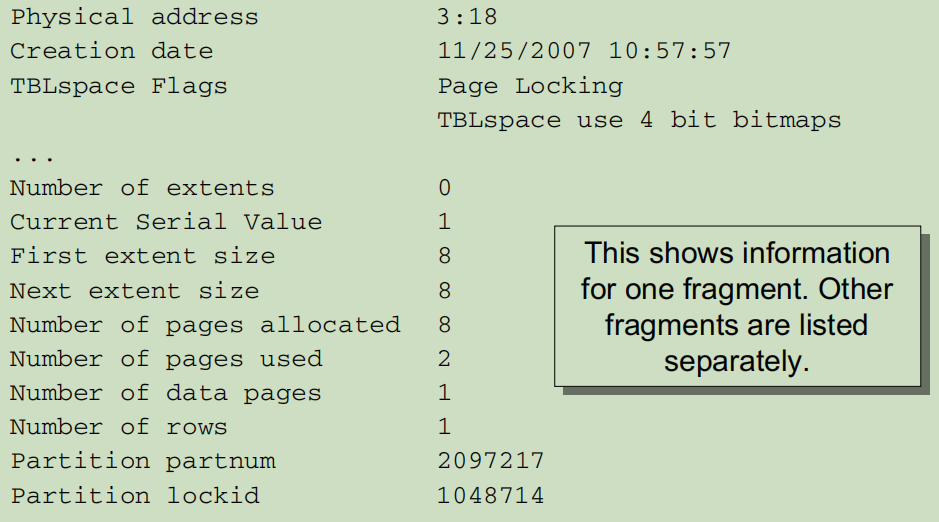 Physical address 3:18
Creation date 11/25/2007 10:57:57
TBLspace Flags Page Locking
TBLspace use 4 bit bitmaps
...
Number of extents 0
Current Serial Value 1
First extent size 8
Next extent size 8
Number of pages allocated 8
Number of pages used 2
Number of data pages 1
Number of rows 1
Partition partnum 2097217
Partition lockid 1048714
This shows information
for one fragment. Other
fragments are listed
separately.